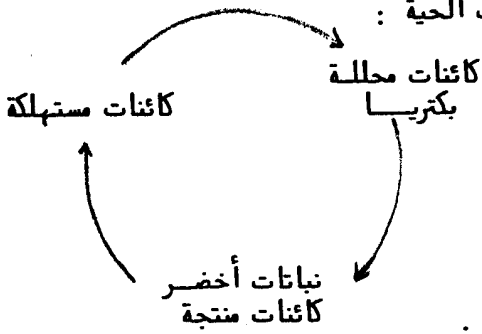 الحية :
كائنات محللة
بكتريا
كائنات مستهلكة
نباتات أخضر
كائنات منتجة
.